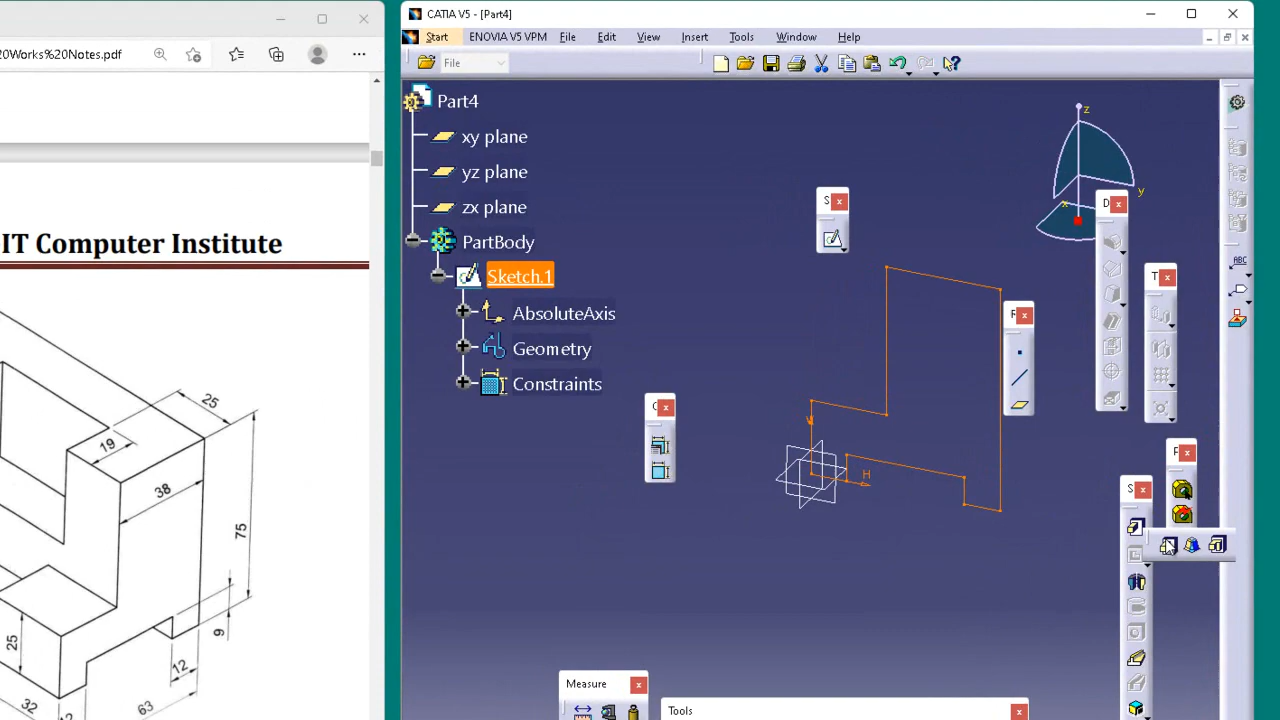 20Works%20Notes.pdf
IT Computer Institute
25
19
38
75
9
25
12
32
63
CATIA V5 - [Part4]
Start
ENOVIA V5 VPM
File
Edit
View
Insert
Tools
Window
Help
File
Part4
xy plane
yz plane
zx plane
PartBody
Sketch.1
AbsoluteAxis
Geometry
Constraints
z
y
x
S
D
T
H
V
S
ABC
Measure
Tools